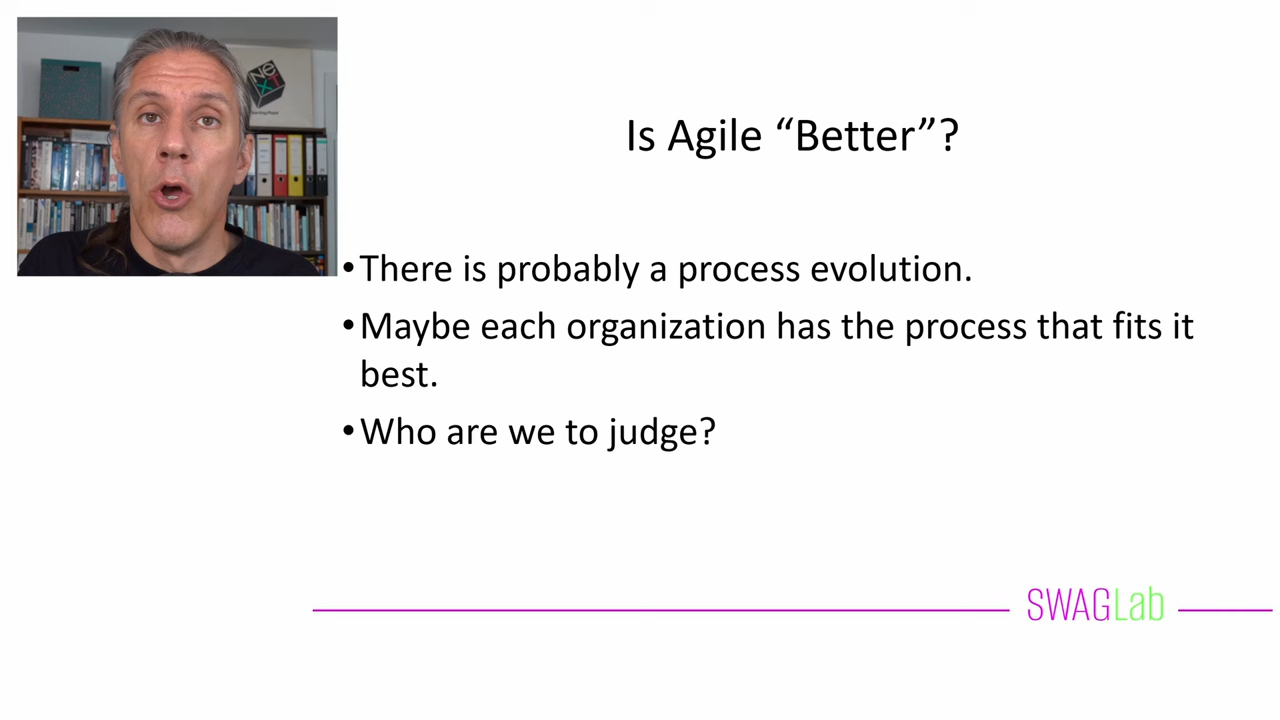 NeXT
Is Agile “Better”?
•There is probably a process evolution.
•Maybe each organization has the process that fits it
best.
•Who are we to judge?
SWAGLab